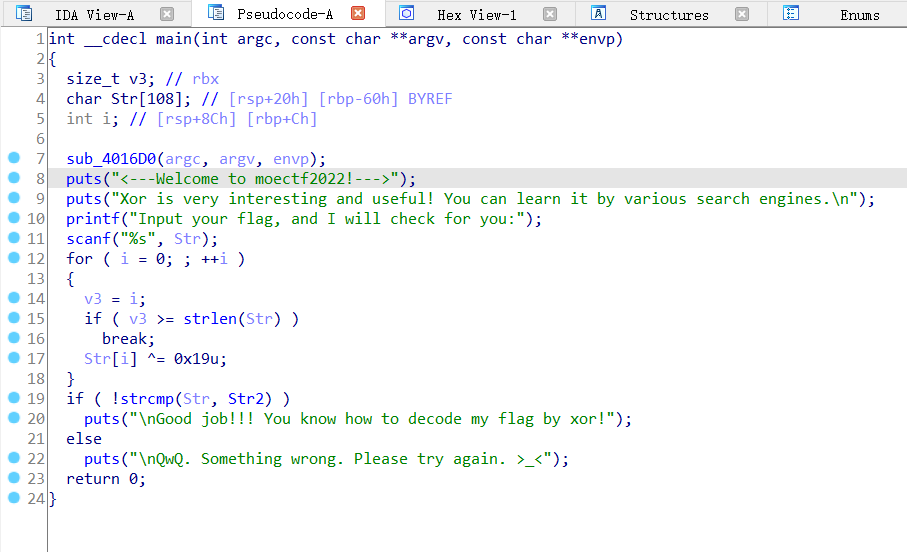 IDA View-A Pseudocode-A Hex View-1 Structures Enums
1 int __cdecl main(int argc, const char **argv, const char **envp)
2 {
3   size_t v3; // rbx
4   char Str[108]; // [rsp+20h] [rbp-60h] BYREF
5   int i; // [rsp+8Ch] [rbp+Ch]
6
7   sub_4016D0(argc, argv, envp);
8   puts("<---Welcome to moectf2022!--->");
9   puts("Xor is very interesting and useful! You can learn it by various search engines.\n");
10   printf("Input your flag, and I will check for you:");
11   scanf("%s", Str);
12   for ( i = 0; ; ++i )
13   {
14     v3 = i;
15     if ( v3 >= strlen(Str) )
16       break;
17     Str[i] ^= 0x19u;
18   }
19   if ( !strcmp(Str, Str2) )
20     puts("\nGood job!!! You know how to decode my flag by xor!");
21   else
22     puts("\nQwQ. Something wrong. Please try again. >_<");
23   return 0;
24 }